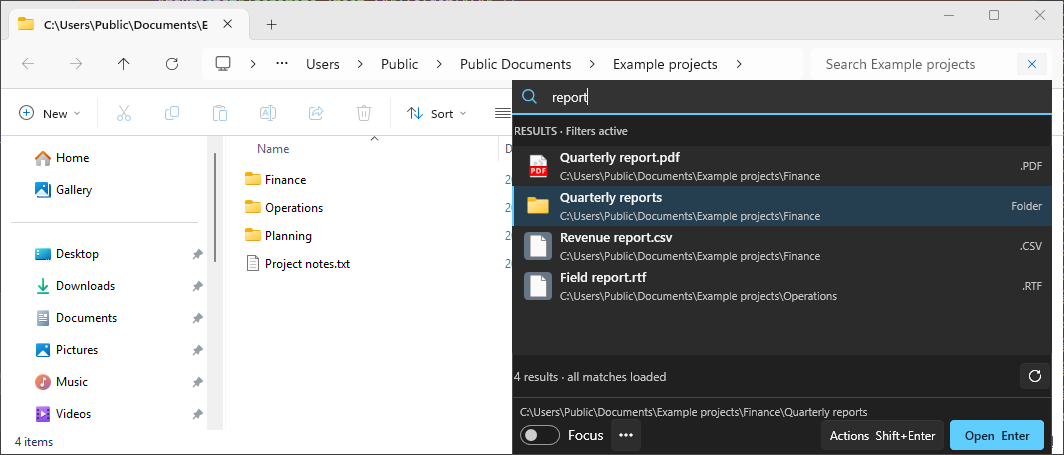 C:\Users\Public\Documents\E
Users
Public
Public Documents
Example projects
Search Example projects
New
Sort
report
RESULTS · Filters active
Quarterly report.pdf
C:\Users\Public\Documents\Example projects\Finance
.PDF
Quarterly reports
C:\Users\Public\Documents\Example projects\Finance
Folder
Revenue report.csv
C:\Users\Public\Documents\Example projects\Finance
.CSV
Field report.rtf
C:\Users\Public\Documents\Example projects\Operations
.RTF
4 results · all matches loaded
C:\Users\Public\Documents\Example projects\Finance\Quarterly reports
Focus
Actions Shift+Enter
Open Enter
Home
Gallery
Desktop
Downloads
Documents
Pictures
Music
Videos
Name
Finance
Operations
Planning
Project notes.txt
4 items
PDF